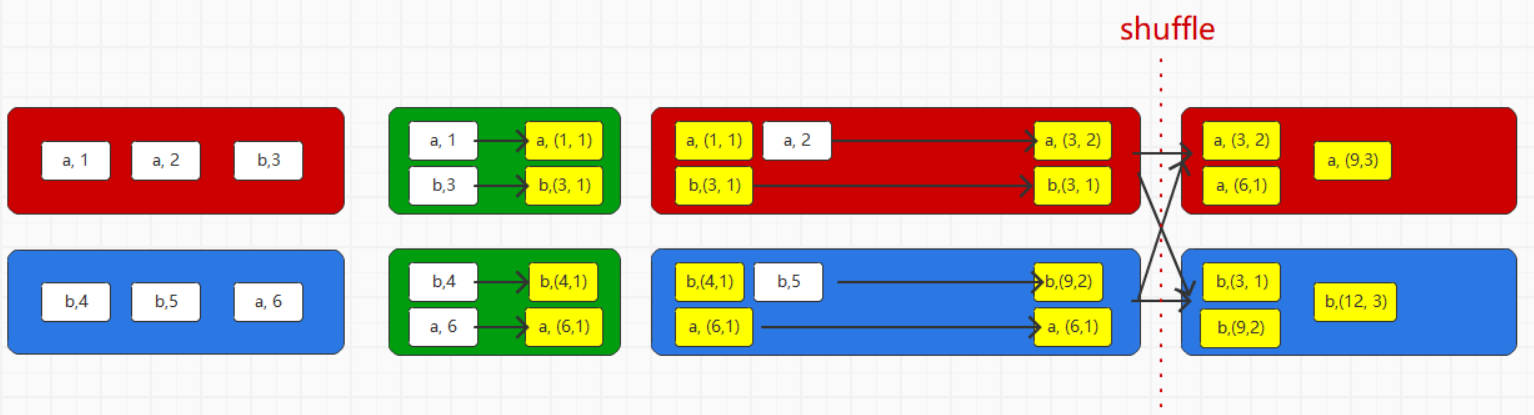 shuffle
a, 1
a, 2
b,3
a, 1
a, (1, 1)
b,3
b,(3, 1)
a, (1, 1)
a, 2
a, (3, 2)
b,(3, 1)
b,(3, 1)
a, (3, 2)
a, (6,1)
a, (9,3)
b,4
b,5
a, 6
b,4
b,(4,1)
a, 6
a, (6,1)
b,(4,1)
b,5
b,(9,2)
a, (6,1)
a, (6,1)
b,(3, 1)
b,(9,2)
b,(12, 3)